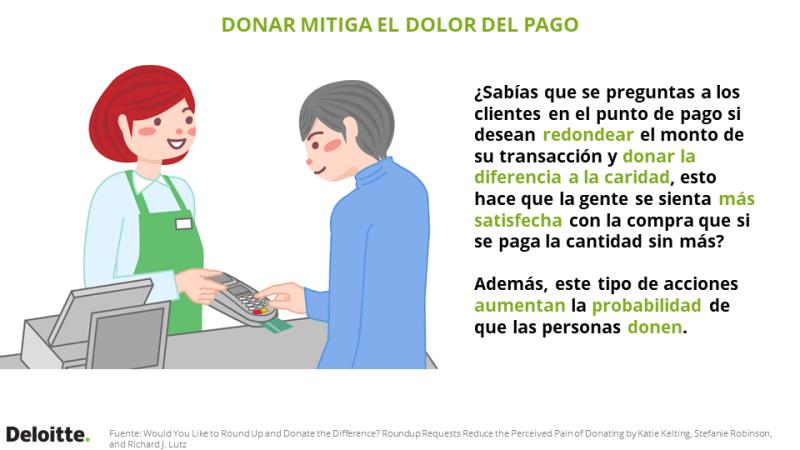 DONAR MITIGA EL DOLOR DEL PAGO
¿Sabías que se preguntas a los
clientes en el punto de pago si
desean redondear el monto de
su transacción y donar la
diferencia a la caridad, esto
hace que la gente se sienta más
satisfecha con la compra que si
se paga la cantidad sin más?
Además, este tipo de acciones
aumentan la probabilidad de
que las personas donen.
Deloitte.
Fuente: Would You Like to Round Up and Donate the Difference? Roundup Requests Reduce the Perceived Pain of Donating by Katie Kelting, Stefanie Robinson,
and Richard J. Lutz